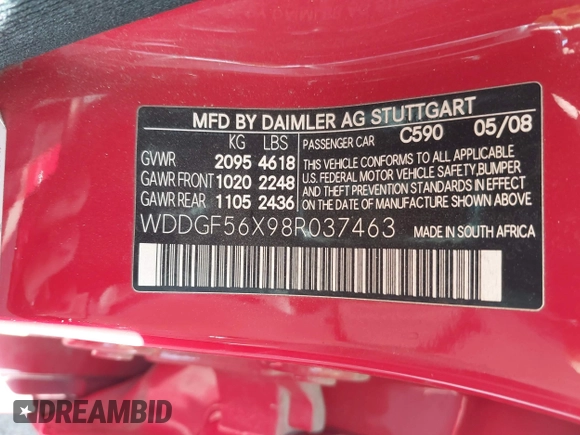 MFD BY DAIMLER AG STUTTGART
KG LBS PASSENGER CAR C590 05/08
GVWR 2095 4618 THIS VEHICLE CONFORMS TO ALL APPLICABLE
GAWR FRONT 1020 2248 U.S. FEDERAL MOTOR VEHICLE SAFETY, BUMPER
AND THEFT PREVENTION STANDARDS IN EFFECT
GAWR REAR 1105 2436 ON THE DATE OF MANUFACTURE SHOWN ABOVE.
WDDGF56X98R037463 MADE IN SOUTH AFRICA
#DREAMBID